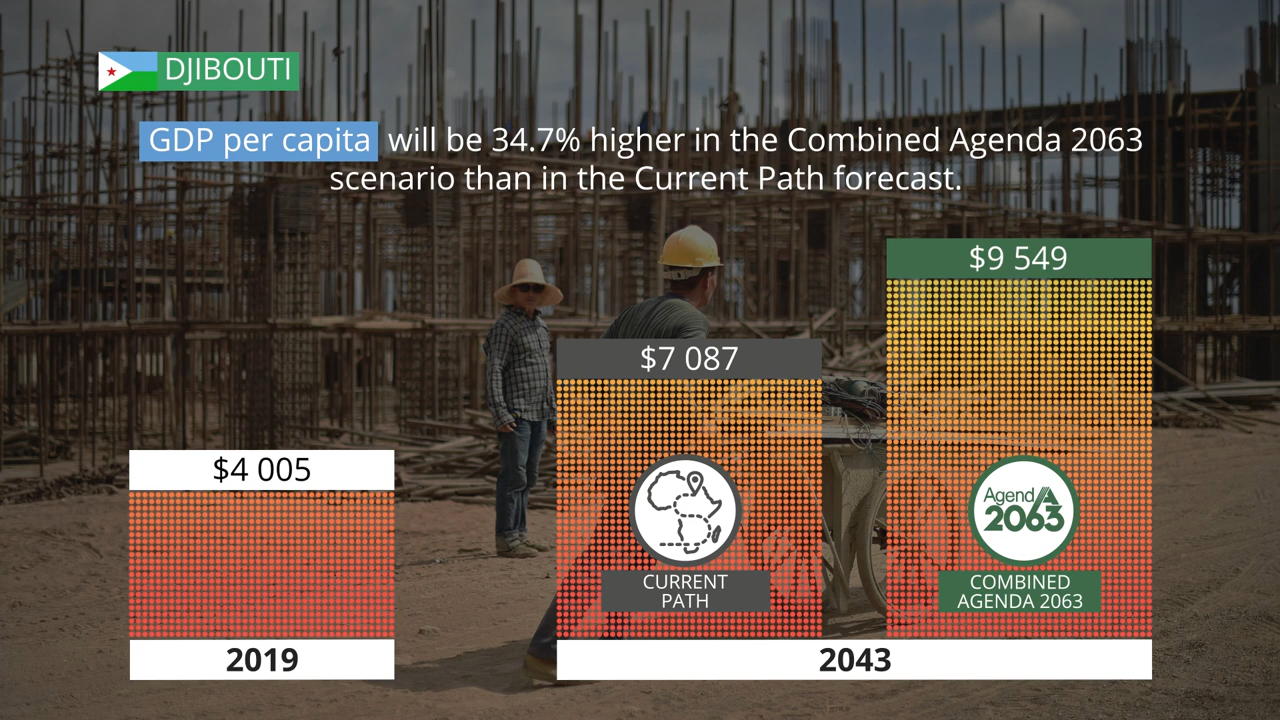 DJIBOUTI
GDP per capita will be 34.7% higher in the Combined Agenda 2063
scenario than in the Current Path forecast.
$9 549
$7 087
$4 005
Agenda
2063
CURRENT
PATH
COMBINED
AGENDA 2063
2019
2043